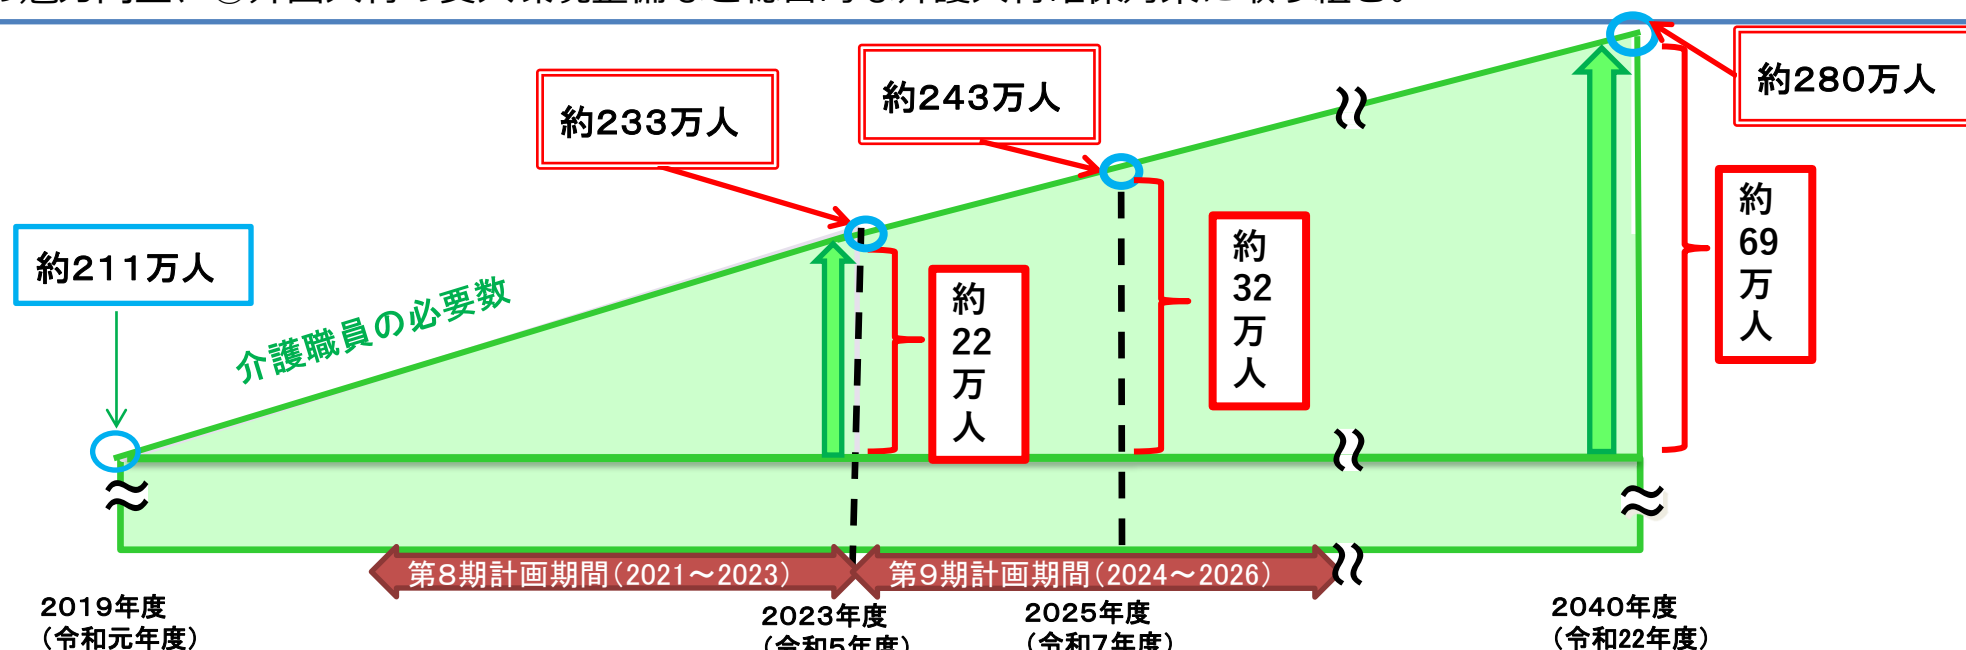 約280万人
約243万人
約233万人
約211万人
介護職員の必要数
約
22
万
人
約
32
万
人
約
69
万
人
第8期計画期間(2021～2023)
第9期計画期間(2024～2026)
2019年度
(令和元年度)
2023年度
(令和5年度)
2025年度
(令和7年度)
2040年度
(令和22年度)